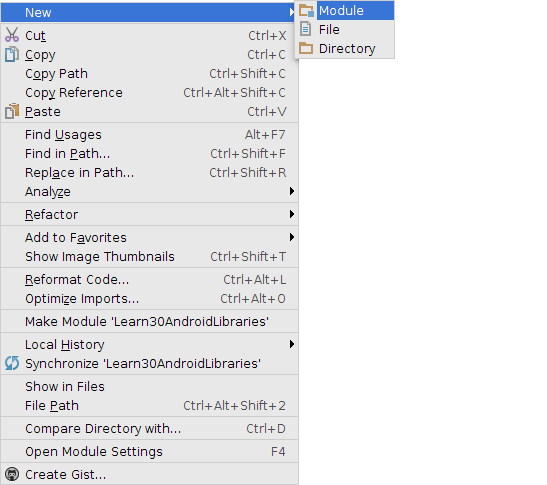 New
Module
File
Directory
Cut Ctrl+X
Copy Ctrl+C
Copy Path Ctrl+Shift+C
Copy Reference Ctrl+Alt+Shift+C
Paste Ctrl+V
Find Usages Alt+F7
Find in Path... Ctrl+Shift+F
Replace in Path... Ctrl+Shift+R
Analyze
Refactor
Add to Favorites
Show Image Thumbnails Ctrl+Shift+T
Reformat Code... Ctrl+Alt+L
Optimize Imports... Ctrl+Alt+O
Make Module 'Learn30AndroidLibraries'
Local History
Synchronize 'Learn30AndroidLibraries'
Show in Files
File Path Ctrl+Alt+Shift+2
Compare Directory with... Ctrl+D
Open Module Settings F4
Create Gist...